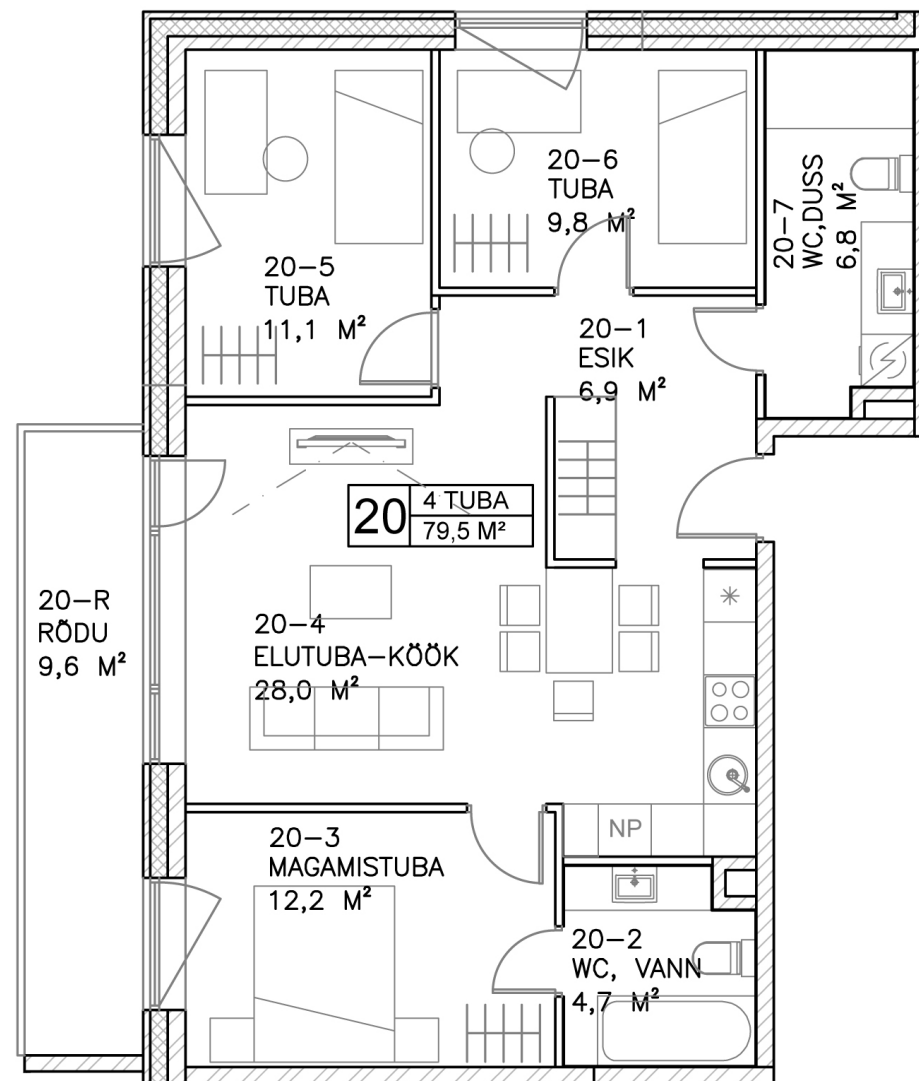 20-6
TUBA
9,8 M²
20-7
WC,DUSS
6,8 M²
20-5
TUBA
11,1 M²
20-1
ESIK
6,9 M²
20
4 TUBA
79,5 M²
20-R
RÕDU
9,6 M²
20-4
ELUTUBA-KÖÖK
28,0 M²
NP
20-3
MAGAMISTUBA
12,2 M²
20-2
WC, VANN
4,7 M²